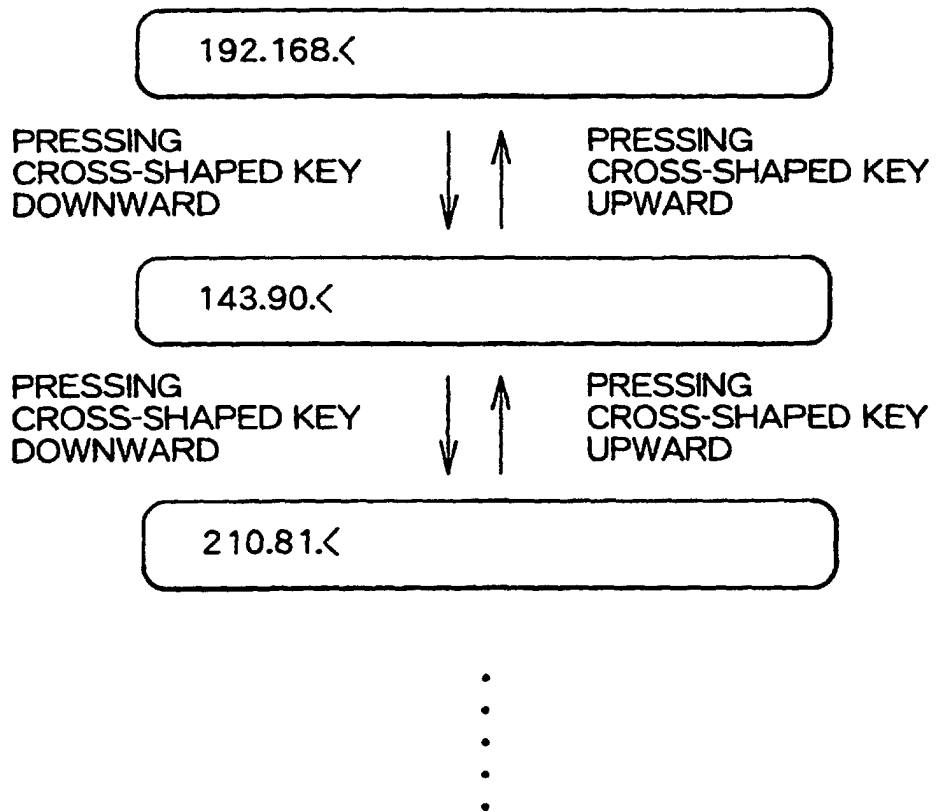 192.168.<
PRESSING
CROSS-SHAPED KEY
DOWNWARD
PRESSING
CROSS-SHAPED KEY
UPWARD
143.90.<
PRESSING
CROSS-SHAPED KEY
DOWNWARD
PRESSING
CROSS-SHAPED KEY
UPWARD
210.81.<